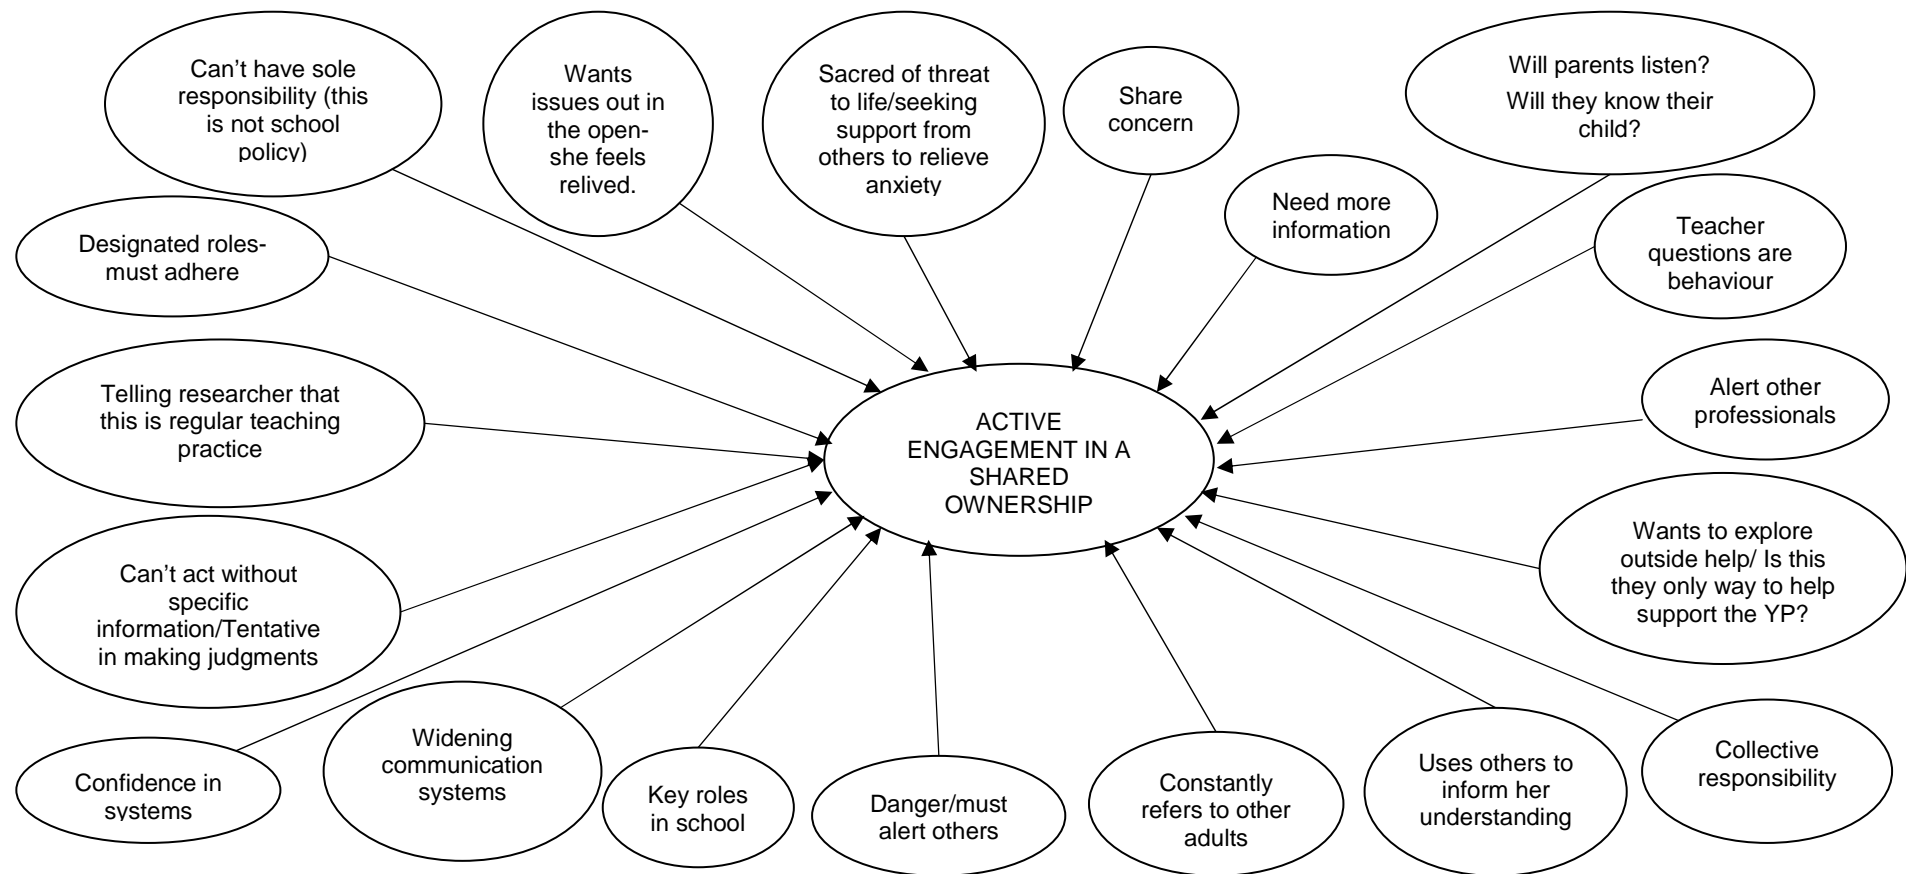 Can't have sole
responsibility (this
is not school
policy)
Wants
issues out in
the open-
she feels
relived.
Sacred of threat
to life/seeking
support from
others to relieve
anxiety
Share
concern
Will parents listen?
Will they know their
child?
Need more
information
Designated roles-
must adhere
Teacher
questions are
behaviour
Telling researcher that
this is regular teaching
practice
ACTIVE
ENGAGEMENT IN A
SHARED
OWNERSHIP
Alert other
professionals
Can't act without
specific
information/Tentative
in making judgments
Wants to explore
outside help/ Is this
they only way to help
support the YP?
Confidence in
systems
Widening
communication
systems
Key roles
in school
Danger/must
alert others
Constantly
refers to other
adults
Uses others to
inform her
understanding
Collective
responsibility